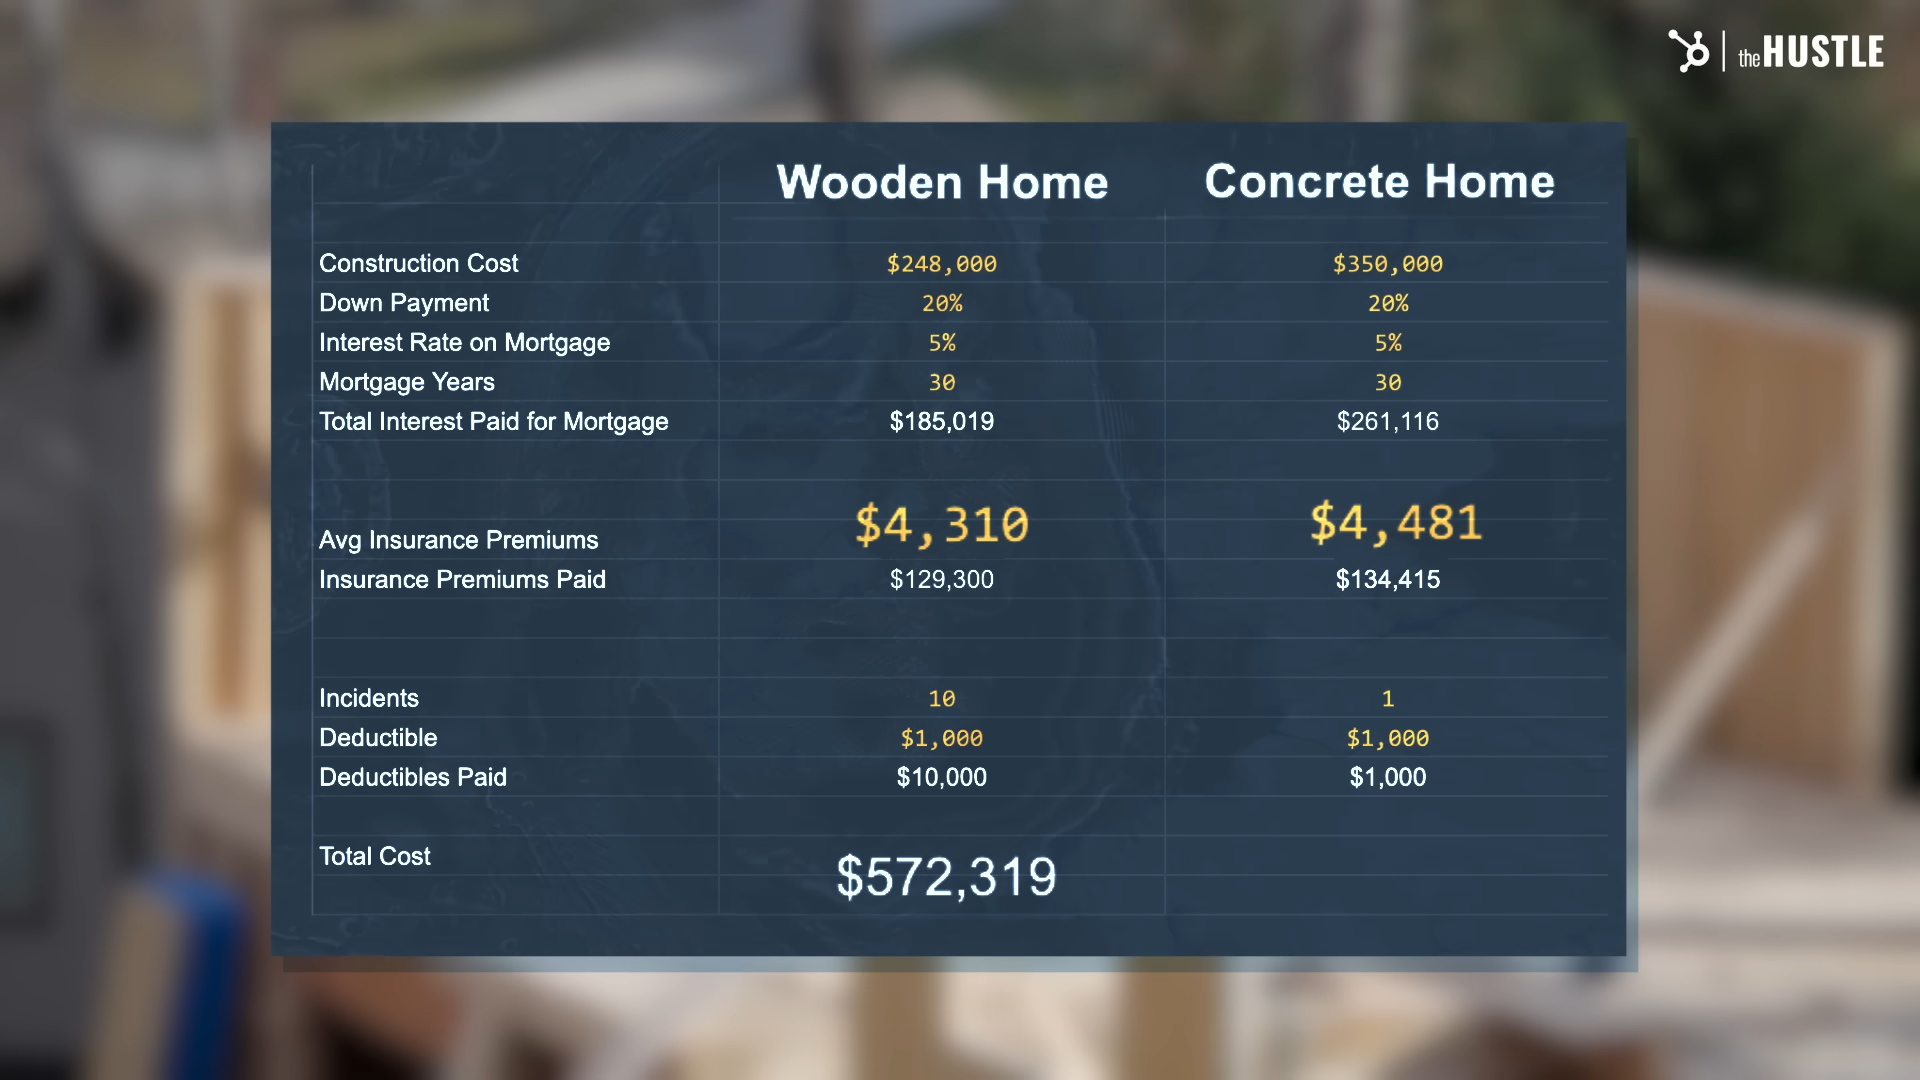 the HUSTLE
Wooden Home Concrete Home
Construction Cost $248,000 $350,000
Down Payment 20% 20%
Interest Rate on Mortgage 5% 5%
Mortgage Years 30 30
Total Interest Paid for Mortgage $185,019 $261,116
Avg Insurance Premiums $4,310 $4,481
Insurance Premiums Paid $129,300 $134,415
Incidents 10 1
Deductible $1,000 $1,000
Deductibles Paid $10,000 $1,000
Total Cost $572,319